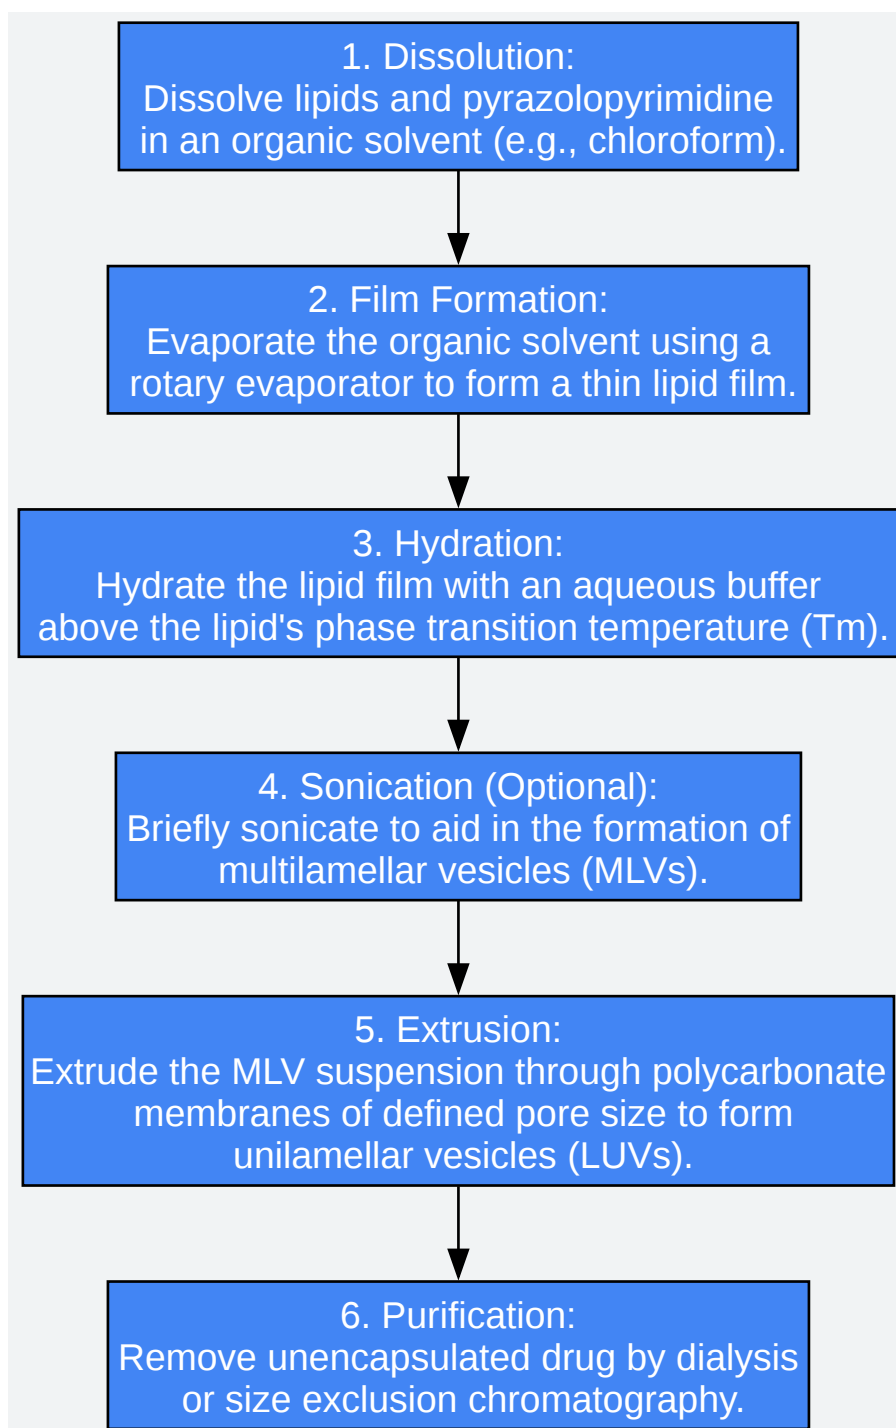 1. Dissolution:
Dissolve lipids and pyrazolopyrimidine
in an organic solvent (e.g., chloroform).
2. Film Formation:
Evaporate the organic solvent using a
rotary evaporator to form a thin lipid film.
3. Hydration:
Hydrate the lipid film with an aqueous buffer
above the lipid's phase transition temperature (Tm).
4. Sonication (Optional):
Briefly sonicate to aid in the formation of
multilamellar vesicles (MLVs).
5. Extrusion:
Extrude the MLV suspension through polycarbonate
membranes of defined pore size to form
unilamellar vesicles (LUVs).
6. Purification:
Remove unencapsulated drug by dialysis
or size exclusion chromatography.